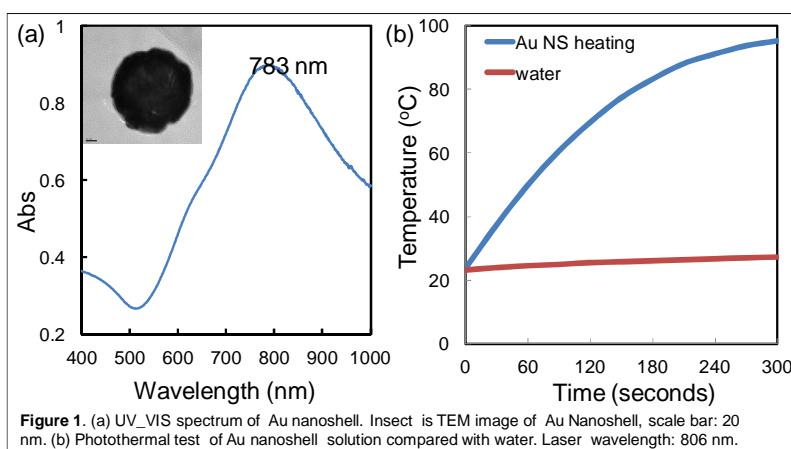 (a)
1
0.8
0.6
0.4
0.2
Abs
783 nm
400 500 600 700 800 900 1000
Wavelength (nm)
(b)
100
80
60
40
20
0
Temperature (°C)
Au NS heating
water
0 60 120 180 240 300
Time (seconds)
Figure 1. (a) UV_VIS spectrum of Au nanoshell. Insect is TEM image of Au Nanoshell, scale bar: 20
nm. (b) Photothermal test of Au nanoshell solution compared with water. Laser wavelength: 806 nm.